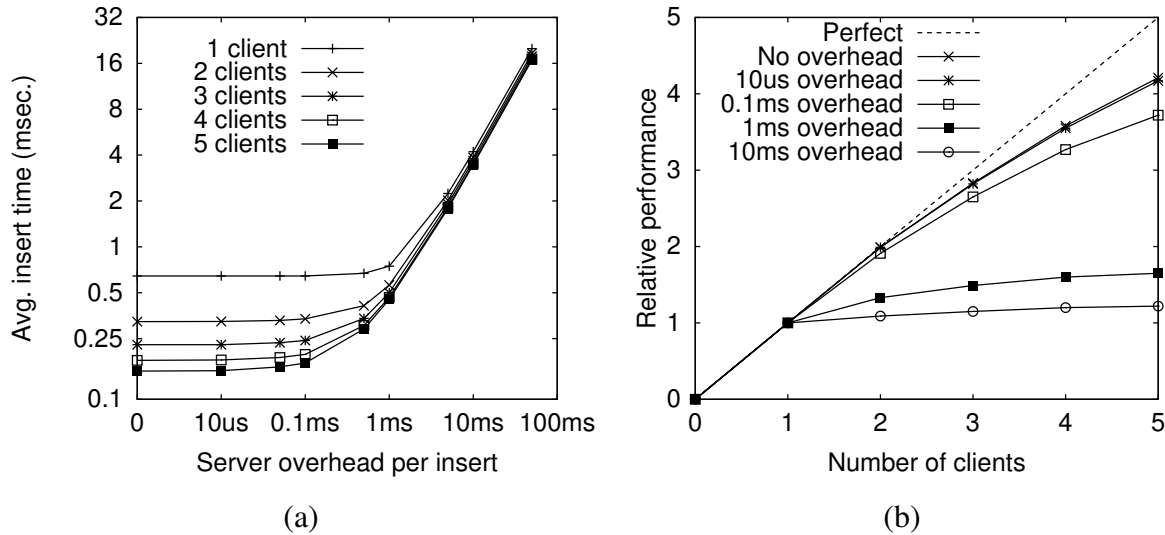 32
16
8
4
2
1
0.5
0.25
0.1
Avg. insert time (msec.)
1 client
2 clients
3 clients
4 clients
5 clients
0 10us 0.1ms 1ms 10ms 100ms
Server overhead per insert
(a)
5
4
3
2
1
0
Relative performance
Perfect
No overhead
10us overhead
0.1ms overhead
1ms overhead
10ms overhead
0 1 2 3 4 5
Number of clients
(b)